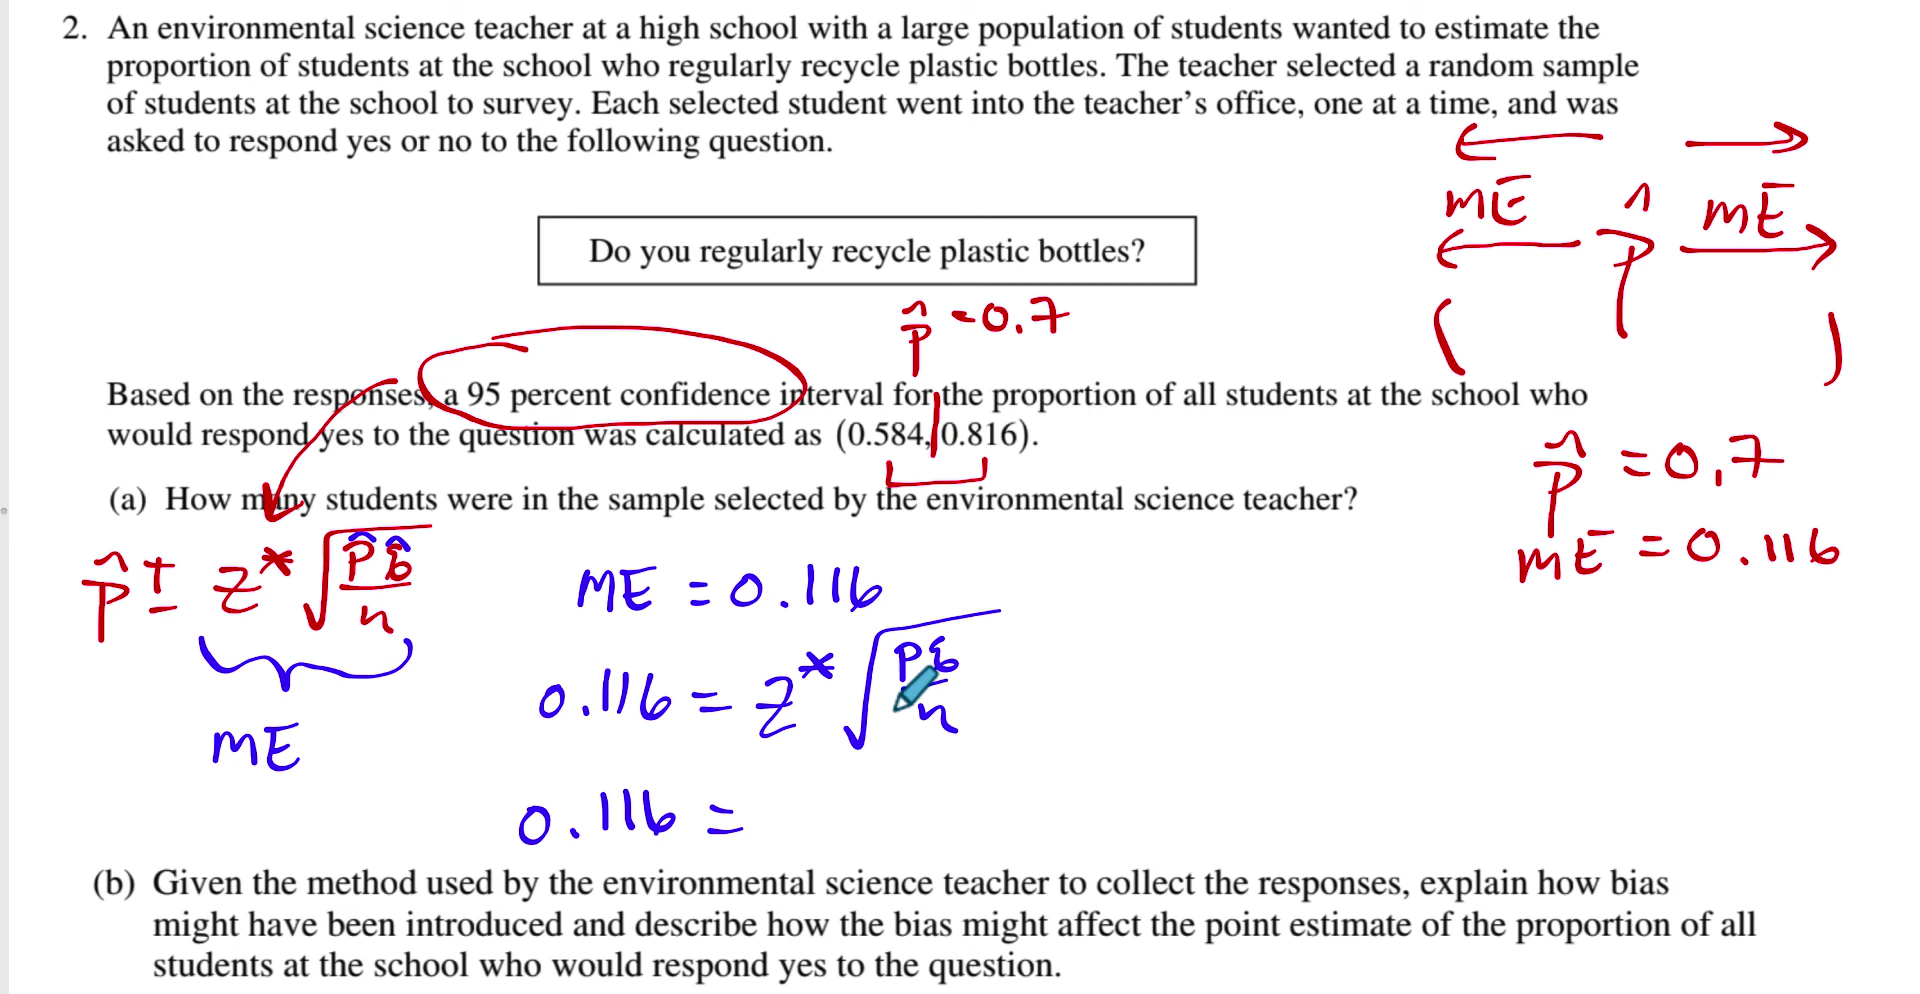 2. An environmental science teacher at a high school with a large population of students wanted to estimate the
proportion of students at the school who regularly recycle plastic bottles. The teacher selected a random sample
of students at the school to survey. Each selected student went into the teacher's office, one at a time, and was
asked to respond yes or no to the following question.
ME p̂ ME
Do you regularly recycle plastic bottles?
p̂ = 0.7
( )
Based on the responses, a 95 percent confidence interval for the proportion of all students at the school who
would respond yes to the question was calculated as (0.584, 0.816).
p̂ = 0.7
(a) How many students were in the sample selected by the environmental science teacher?
ME = 0.116
p̂ ± z* √(p̂q̂/n)
ME = 0.116
0.116 = z* √(pq̂/n)
ME
0.116 =
(b) Given the method used by the environmental science teacher to collect the responses, explain how bias
might have been introduced and describe how the bias might affect the point estimate of the proportion of all
students at the school who would respond yes to the question.